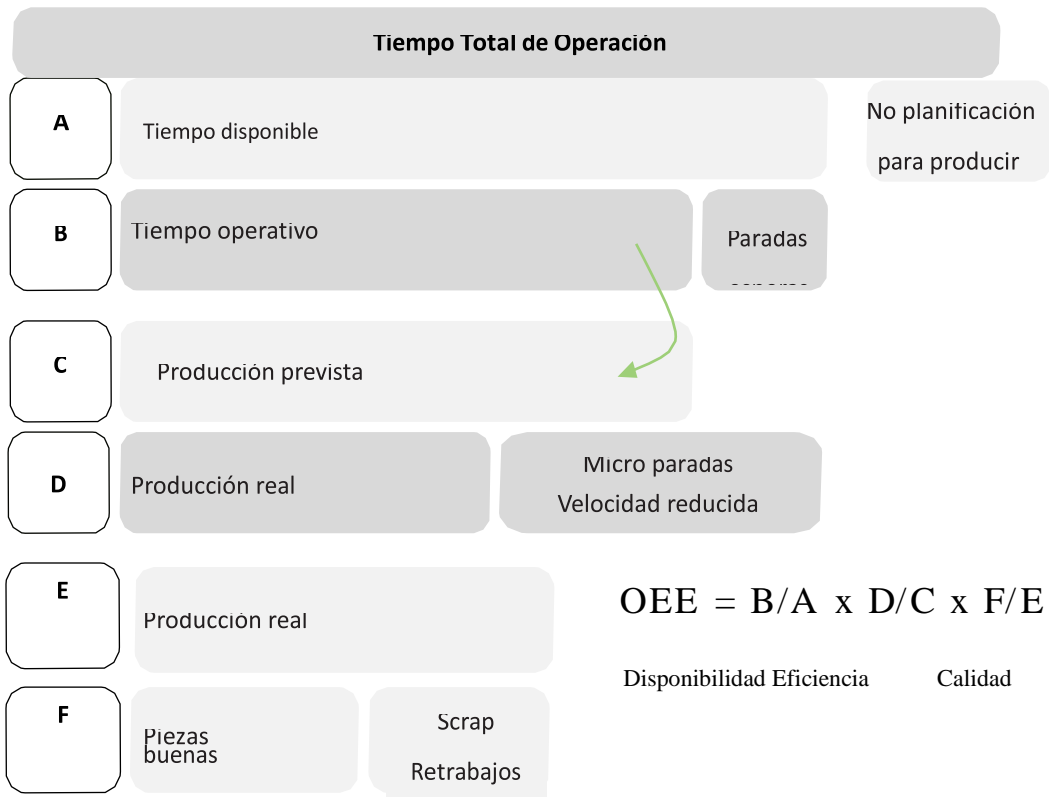 Tiempo Total de Operación
A
Tiempo disponible
No planificación
para producir
B
Tiempo operativo
Paradas
C
Producción prevista
D
Producción real
Micro paradas
Velocidad reducida
E
Producción real
OEE = B/A x D/C x F/E
Disponibilidad Eficiencia Calidad
F
Piezas
buenas
Scrap
Retrabajos